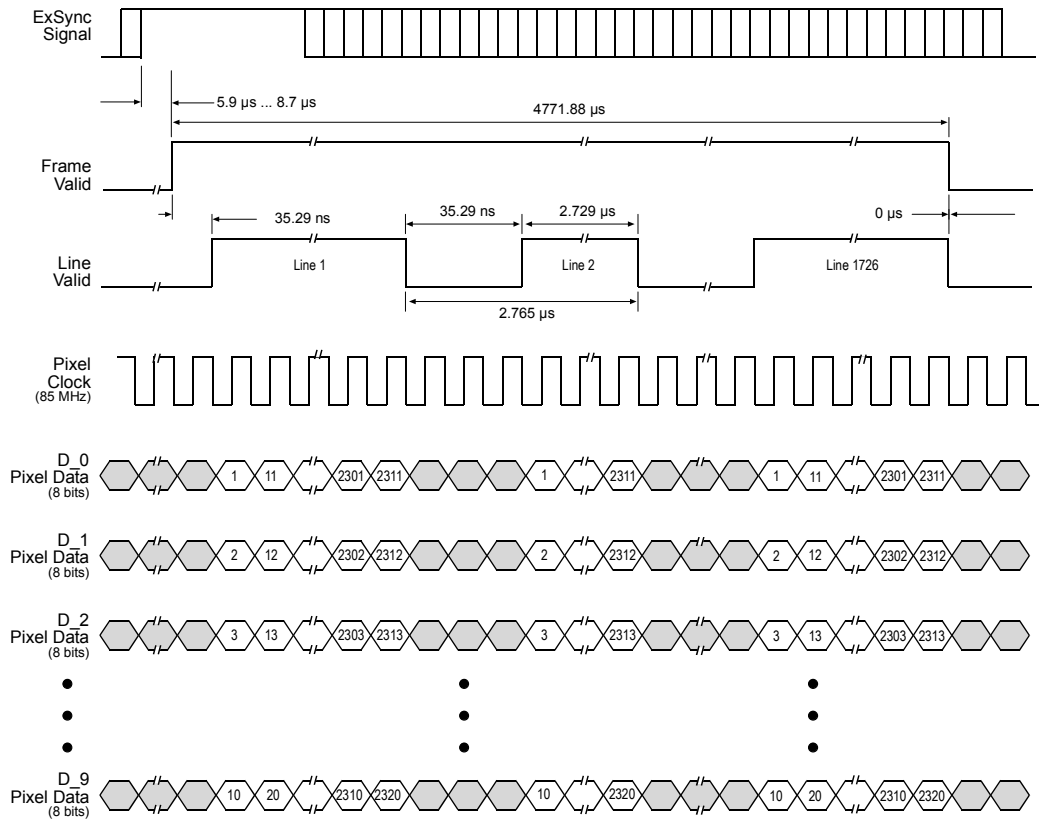 ExSync
Signal
5.9 µs ... 8.7 µs
4771.88 µs
Frame
Valid
35.29 ns
35.29 ns
2.729 µs
0 µs
Line
Valid
Line 1
Line 2
Line 1726
2.765 µs
Pixel
Clock
(85 MHz)
D_0
Pixel Data
(8 bits)
1 11 2301 2311 1 2311 1 11 2301 2311
D_1
Pixel Data
(8 bits)
2 12 2302 2312 2 2312 2 12 2302 2312
D_2
Pixel Data
(8 bits)
3 13 2303 2313 3 2313 3 13 2303 2313
D_9
Pixel Data
(8 bits)
10 20 2310 2320 10 2320 10 20 2310 2320